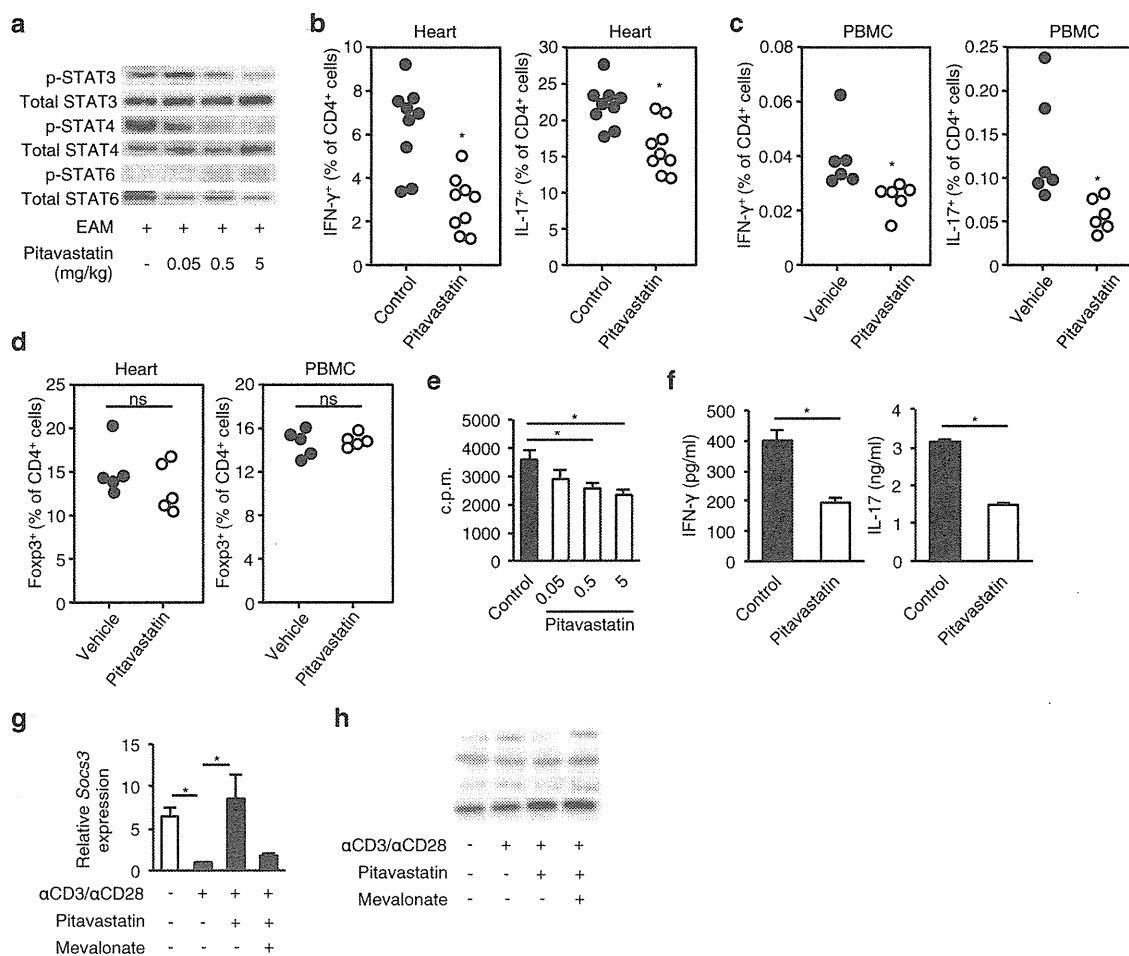 a
p-STAT3
Total STAT3
p-STAT4
Total STAT4
p-STAT6
Total STAT6
EAM + + + +
Pitavastatin - 0.05 0.5 5
(mg/kg)
b
Heart
IFN-γ⁺ (% of CD4⁺ cells)
10
8
6
4
2
0
*
Control
Pitavastatin
Heart
IL-17⁺ (% of CD4⁺ cells)
30
25
20
15
10
5
0
*
Control
Pitavastatin
c
PBMC
IFN-γ⁺ (% of CD4⁺ cells)
0.08
0.06
0.04
0.02
0
*
Vehicle
Pitavastatin
PBMC
IL-17⁺ (% of CD4⁺ cells)
0.25
0.20
0.15
0.10
0.05
0
*
Vehicle
Pitavastatin
d
Heart
Foxp3⁺ (% of CD4⁺ cells)
25
20
15
10
5
0
ns
Vehicle
Pitavastatin
PBMC
Foxp3⁺ (% of CD4⁺ cells)
20
16
12
8
4
0
ns
Vehicle
Pitavastatin
e
c.p.m.
5000
4000
3000
2000
1000
0
*
*
Control
0.05
0.5
5
Pitavastatin
f
IFN-γ (pg/ml)
500
400
300
200
100
0
*
Control
Pitavastatin
IL-17 (ng/ml)
4
3
2
1
0
*
Control
Pitavastatin
g
Relative Socs3
expression
15
10
5
0
*
*
αCD3/αCD28 - + + +
Pitavastatin - - + +
Mevalonate - - - +
h
αCD3/αCD28 - + + +
Pitavastatin - - + +
Mevalonate - - - +